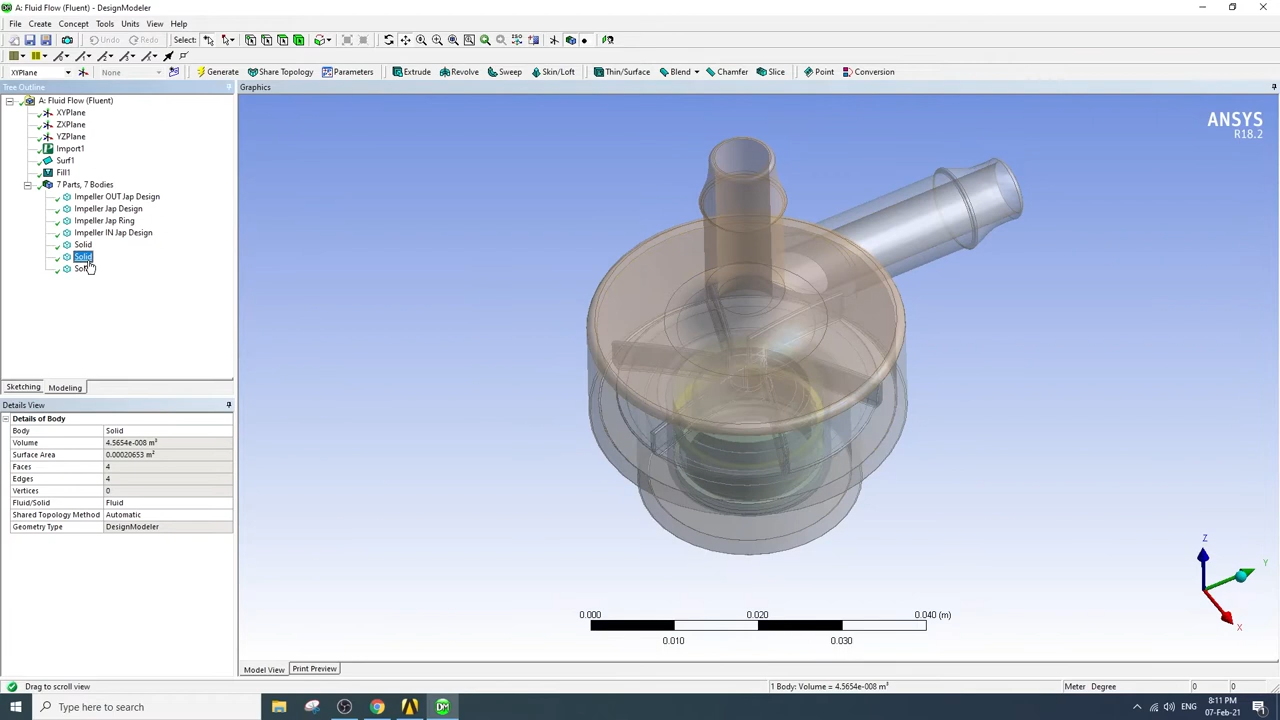 A: Fluid Flow (Fluent) - DesignModeler
File Create Concept Tools Units View Help
Undo Redo Select:
XYPlane None Generate Share Topology Parameters Extrude Revolve Sweep Skin/Loft Thin/Surface Blend Chamfer Slice Point Conversion
Tree Outline
A: Fluid Flow (Fluent)
XYPlane
ZXPlane
YZPlane
Import1
Surf1
Fill1
7 Parts, 7 Bodies
Impeller OUT Jap Design
Impeller Jap Design
Impeller Jap Ring
Impeller IN Jap Design
Solid
Solid
Sketching Modeling
Details View
Details of Body
Body Solid
Volume 4.5654e-008 m³
Surface Area 0.00020653 m²
Faces 4
Edges 4
Vertices 0
Fluid/Solid Fluid
Shared Topology Method Automatic
Geometry Type DesignModeler
Graphics
ANSYS
R18.2
Z
Y
X
0.000 0.020 0.040 (m)
0.010 0.030
Model View Print Preview
Drag to scroll view 1 Body: Volume = 4.5654e-008 m³ Meter Degree 0 0
Type here to search DM ENG 8:11 PM
07-Feb-21